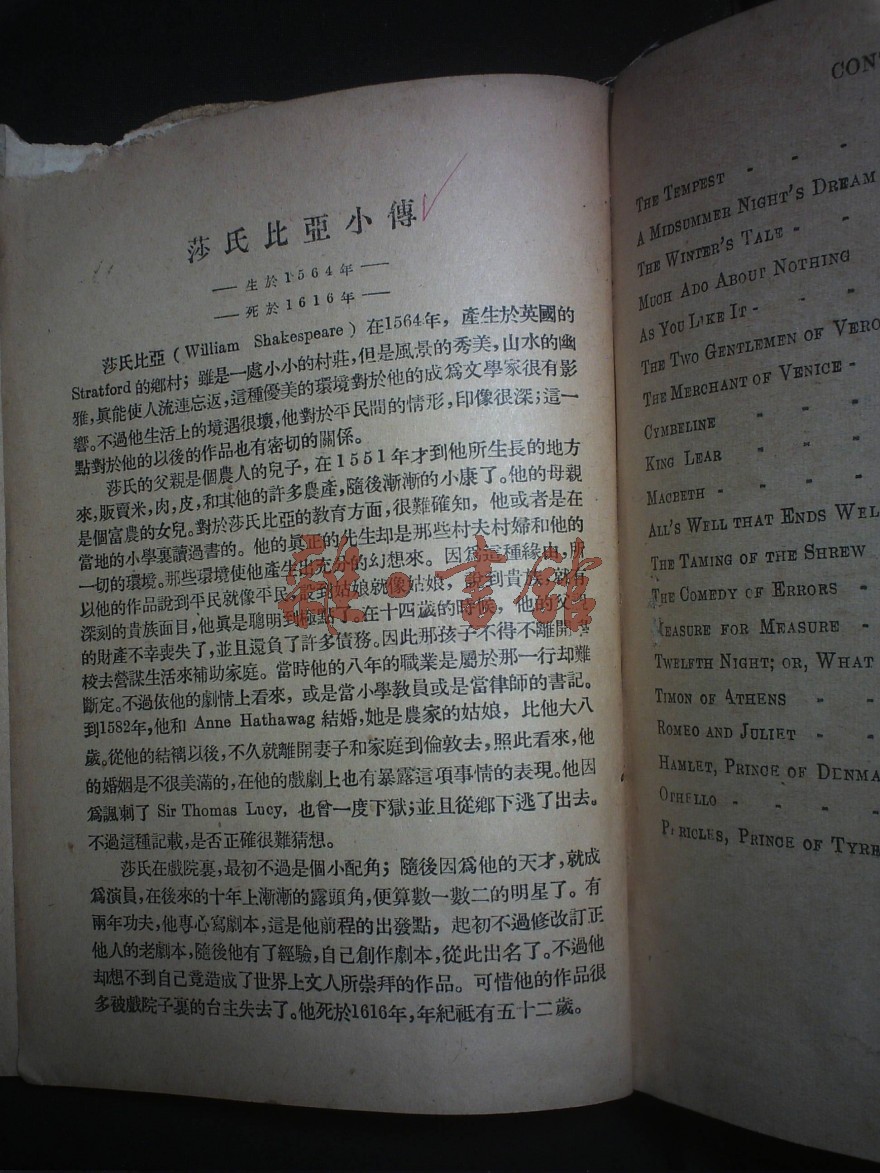 莎氏比亞小傳
—— 生於1564年 ——
—— 死於1616年 ——
莎氏比亞 (William Shakespeare) 在1564年，產生於英國的
Stratford 的鄉村；雖是一處小小的村莊，但是風景的秀美，山水的幽
雅，眞能使人流連忘返，這種優美的環境對於他的成爲文學家很有影
響。不過他生活上的境遇很壞，他對於平民間的情形，印像很深；這一
點對於他的以後的作品也有密切的關係。
莎氏的父親是個農人的兒子，在1551年才到他所生長的地方
來，販賣米，肉，皮，和其他的許多農產，隨後漸漸的小康了。他的母親
是個富農的女兒。對於莎氏比亞的教育方面，很難確知，他或者是在
當地的小學裏讀過書的。他的眞正的先生却是那些村夫村婦和他的
一切的環境。那些環境使他產生出充分的幻想來。因爲這種緣由，所
以他的作品說到平民就像平民，說到姑娘就像姑娘，說到貴族，就有
深刻的貴族面目，他眞是聰明到極點了。在十四歲的時候，他的父
的財產不幸喪失了，並且還負了許多債務。因此那孩子不得不離開
校去營謀生活來補助家庭。當時他的八年的職業是屬於那一行却難
斷定。不過依他的劇情上看來，或是當小學教員或是當律師的書記。
到1582年，他和 Anne Hathawag 結婚，她是農家的姑娘，比他大八
歲。從他的結褵以後，不久就離開妻子和家庭到倫敦去，照此看來，他
的婚姻是不很美滿的，在他的戲劇上也有暴露這項事情的表現。他因
爲諷刺了 Sir Thomas Lucy，也曾一度下獄；並且從鄉下逃了出去。
不過這種記載，是否正確很難猜想。
莎氏在戲院裏，最初不過是個小配角；隨後因爲他的天才，就成
爲演員，在後來的十年上漸漸的露頭角，便算數一數二的明星了。有
兩年功夫，他專心寫劇本，這是他前程的出發點，起初不過修改訂正
他人的老劇本，隨後他有了經驗，自己創作劇本，從此出名了。不過他
却想不到自己竟造成了世界上文人所崇拜的作品。可惜他的作品很
多被戲院子裏的台主失去了。他死於1616年，年紀祇有五十二歲。
CONT
THE TEMPEST - - -
A MIDSUMMER NIGHT'S DREAM
THE WINTER'S TALE - -
MUCH ADO ABOUT NOTHING
AS YOU LIKE IT - - -
THE TWO GENTLEMEN OF VERO
THE MERCHANT OF VENICE -
CYMBELINE - - -
KING LEAR - - -
MACBETH - - - -
ALL'S WELL THAT ENDS WEL
THE TAMING OF THE SHREW
THE COMEDY OF ERRORS -
MEASURE FOR MEASURE -
TWELFTH NIGHT; OR, WHAT
TIMON OF ATHENS - -
ROMEO AND JULIET - -
HAMLET, PRINCE OF DENMA
OTHELLO - - - -
PERICLES, PRINCE OF TYRE
書館